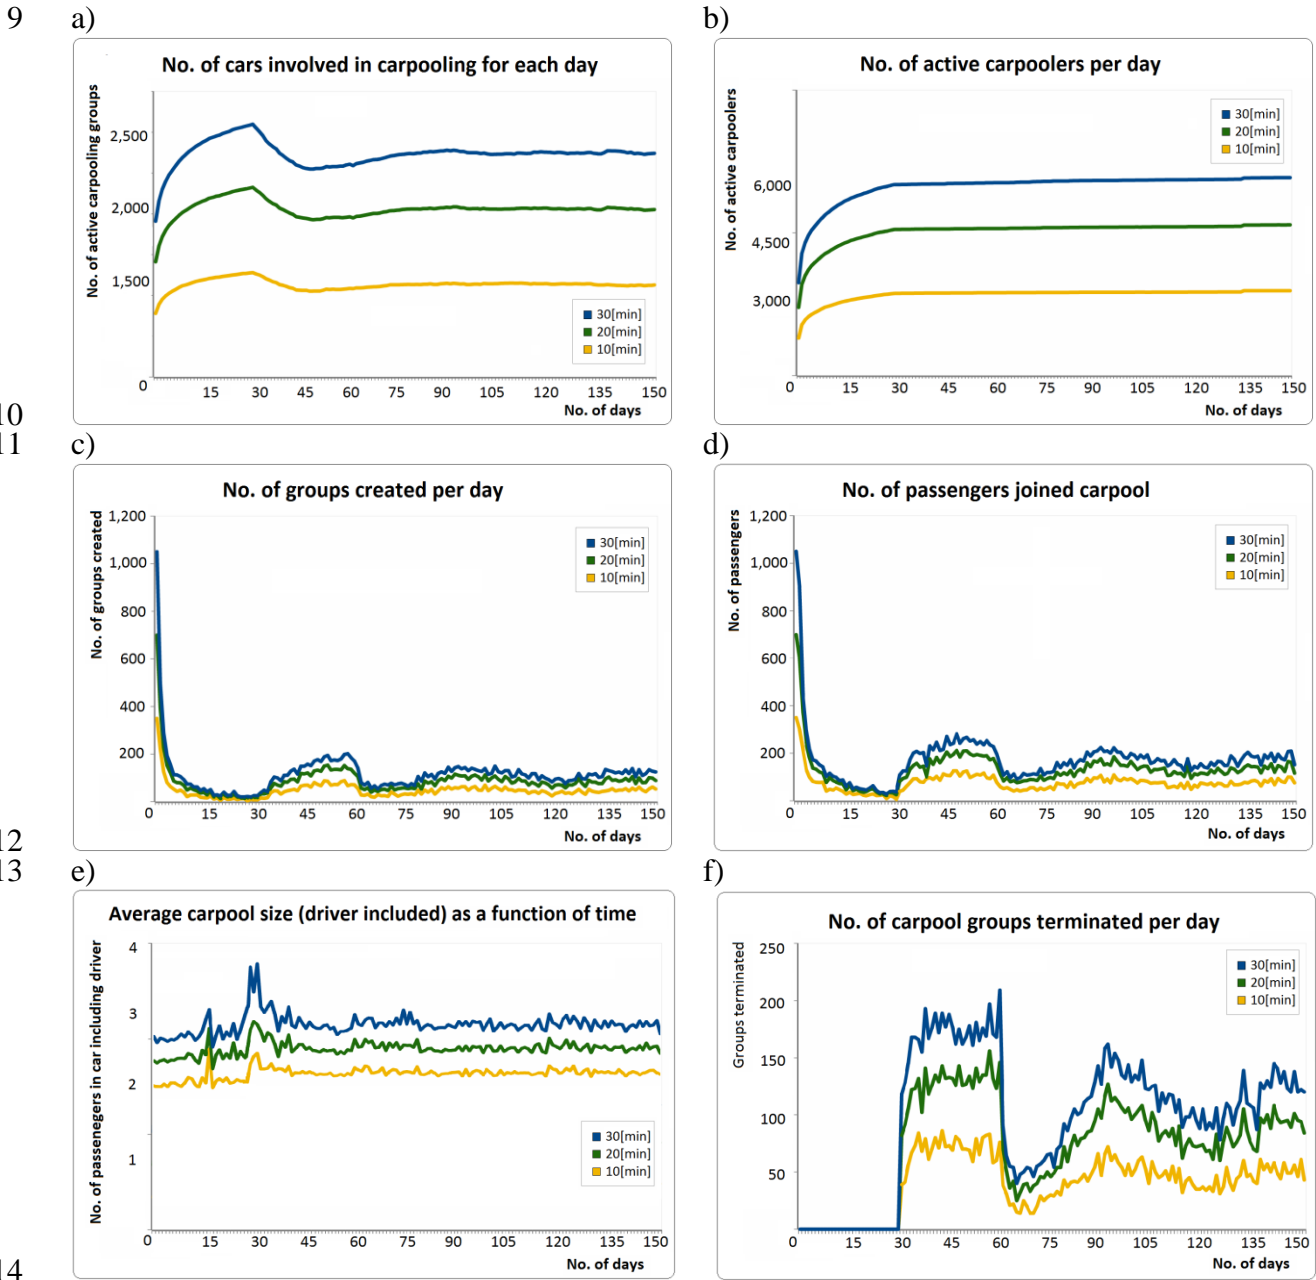 9 a) b)
No. of cars involved in carpooling for each day
No. of active carpooling groups
2,500
2,000
1,500
0
30[min]
20[min]
10[min]
15 30 45 60 75 90 105 120 135 150
No. of days
No. of active carpoolers per day
No. of active carpoolers
6,000
4,500
3,000
0
30[min]
20[min]
10[min]
15 30 45 60 75 90 105 120 135 150
No. of days
10
11 c) d)
No. of groups created per day
No. of groups created
1,200
1,000
800
600
400
200
30[min]
20[min]
10[min]
0 15 30 45 60 75 90 105 120 135 150
No. of days
No. of passengers joined carpool
No. of passengers
1,200
1,000
800
600
400
200
30[min]
20[min]
10[min]
0 15 30 45 60 75 90 105 120 135 150
No. of days
12
13 e) f)
Average carpool size (driver included) as a function of time
No. of passenegers in car including driver
4
3
2
1
30[min]
20[min]
10[min]
0 15 30 45 60 75 90 105 120 135 150
No. of days
No. of carpool groups terminated per day
Groups terminated
250
200
150
100
50
30[min]
20[min]
10[min]
0 15 30 45 60 75 90 105 120 135 150
No. of days
14